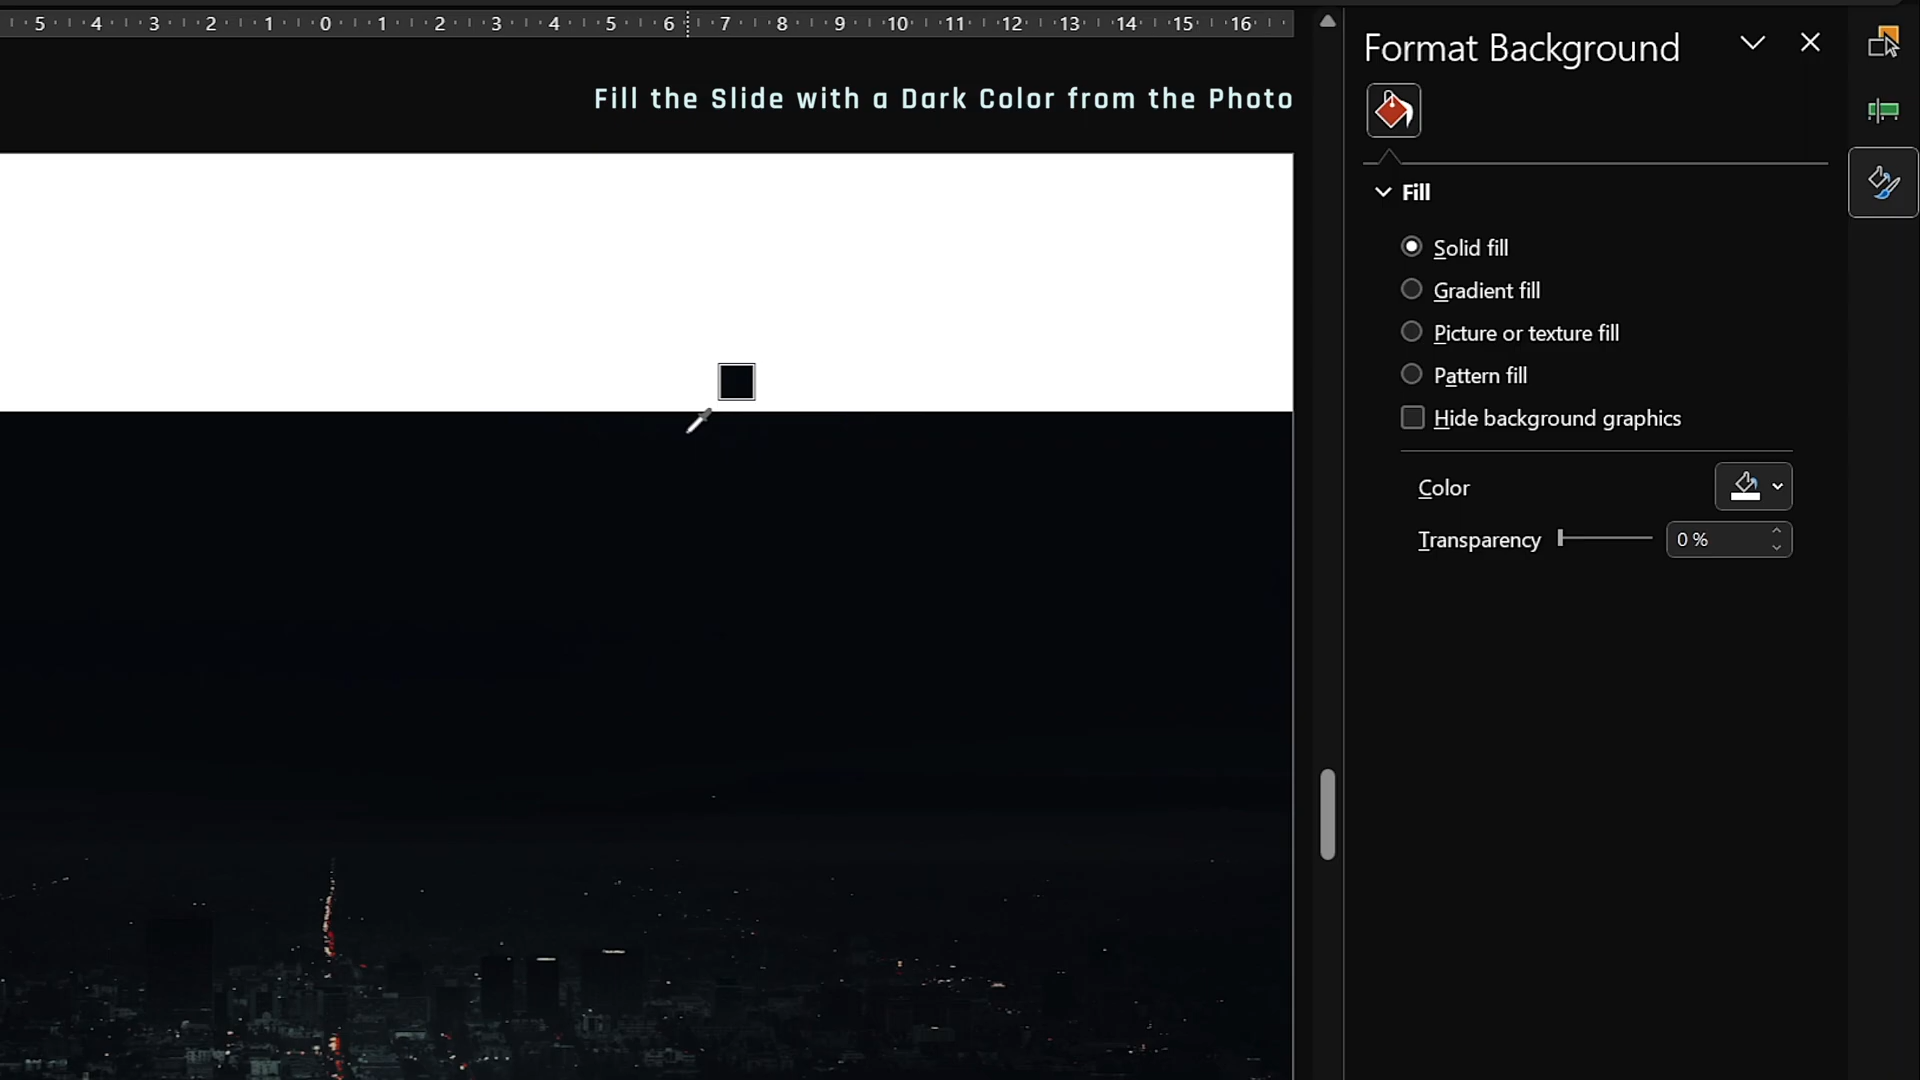 5 4 3 2 1 0 1 2 3 4 5 6 7 8 9 10 11 12 13 14 15 16
Format Background
Fill the Slide with a Dark Color from the Photo
Fill
Solid fill
Gradient fill
Picture or texture fill
Pattern fill
Hide background graphics
Color
Transparency 0 %